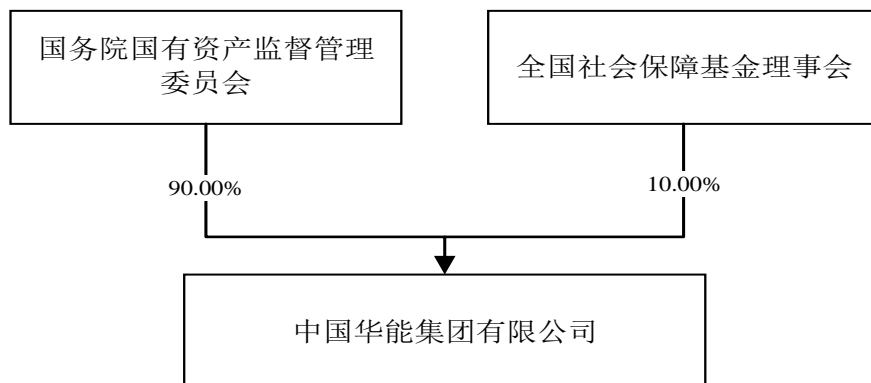 国务院国有资产监督管理
委员会
全国社会保障基金理事会
90.00%
10.00%
中国华能集团有限公司